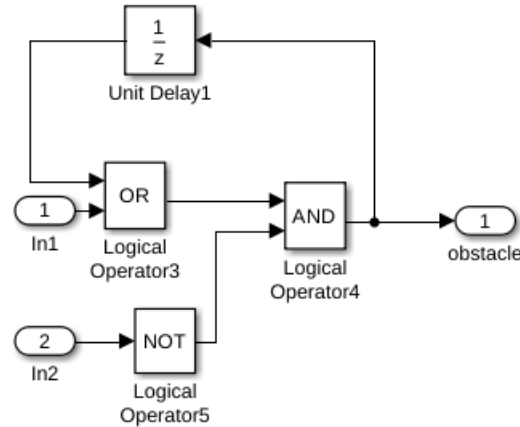 1
z
Unit Delay1
OR
1
In1
Logical
Operator3
AND
Logical
Operator4
1
obstacle
2
In2
NOT
Logical
Operator5